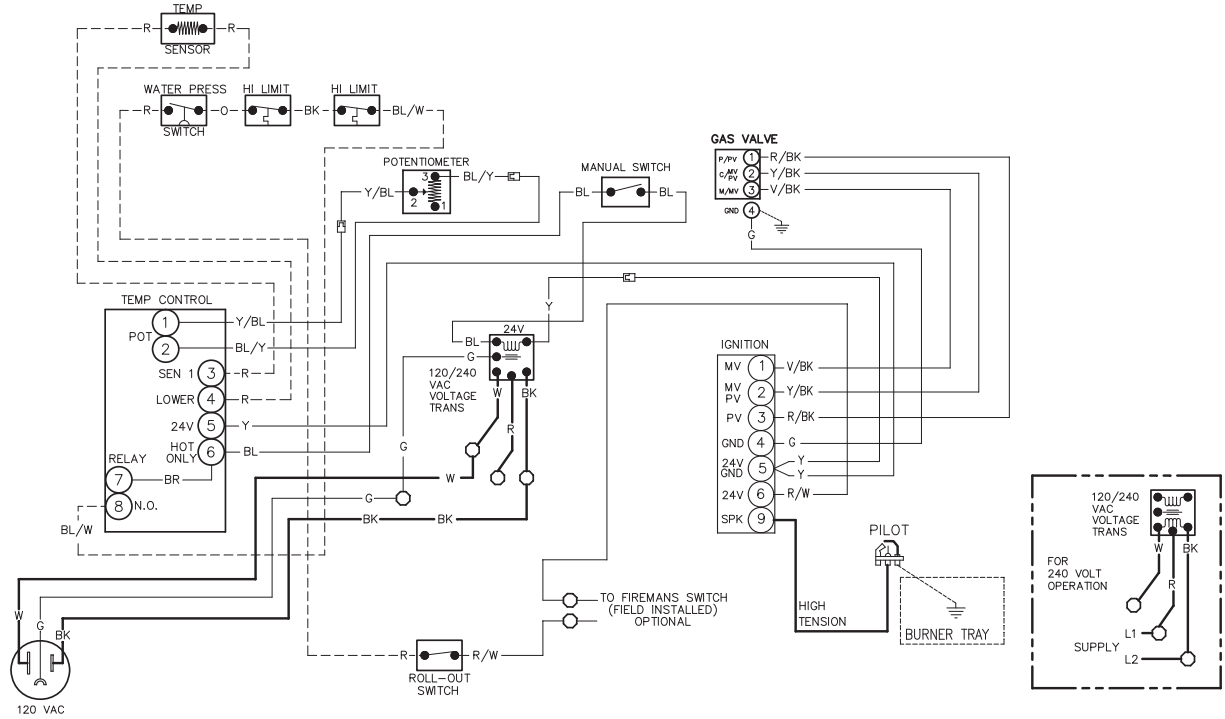 TEMP
R
R
SENSOR
WATER PRESS
HI LIMIT
HI LIMIT
R
O
BK
BL/W
SWITCH
POTENTIOMETER
3
BL/Y
Y/BL
2
1
MANUAL SWITCH
BL
BL
GAS VALVE
P/PV
1
R/BK
C/MV
PV
2
Y/BK
M/MV
3
V/BK
GND
4
G
TEMP CONTROL
1
Y/BL
POT
2
BL/Y
SEN 1
3
R
LOWER
4
R
24V
5
Y
HOT
ONLY
6
BL
RELAY
7
BR
8
N.O.
BL/W
Y
24V
BL
G
120/240
VAC
VOLTAGE
TRANS
W
BK
R
G
W
G
BK
BK
IGNITION
MV
1
V/BK
MV
PV
2
Y/BK
PV
3
R/BK
GND
4
G
24V
GND
5
Y
Y
24V
6
R/W
SPK
9
PILOT
HIGH
TENSION
BURNER TRAY
TO FIREMANS SWITCH
(FIELD INSTALLED)
OPTIONAL
R
R/W
ROLL-OUT
SWITCH
W
G
BK
120 VAC
120/240
VAC
VOLTAGE
TRANS
W
BK
R
FOR
240 VOLT
OPERATION
L1
SUPPLY
L2